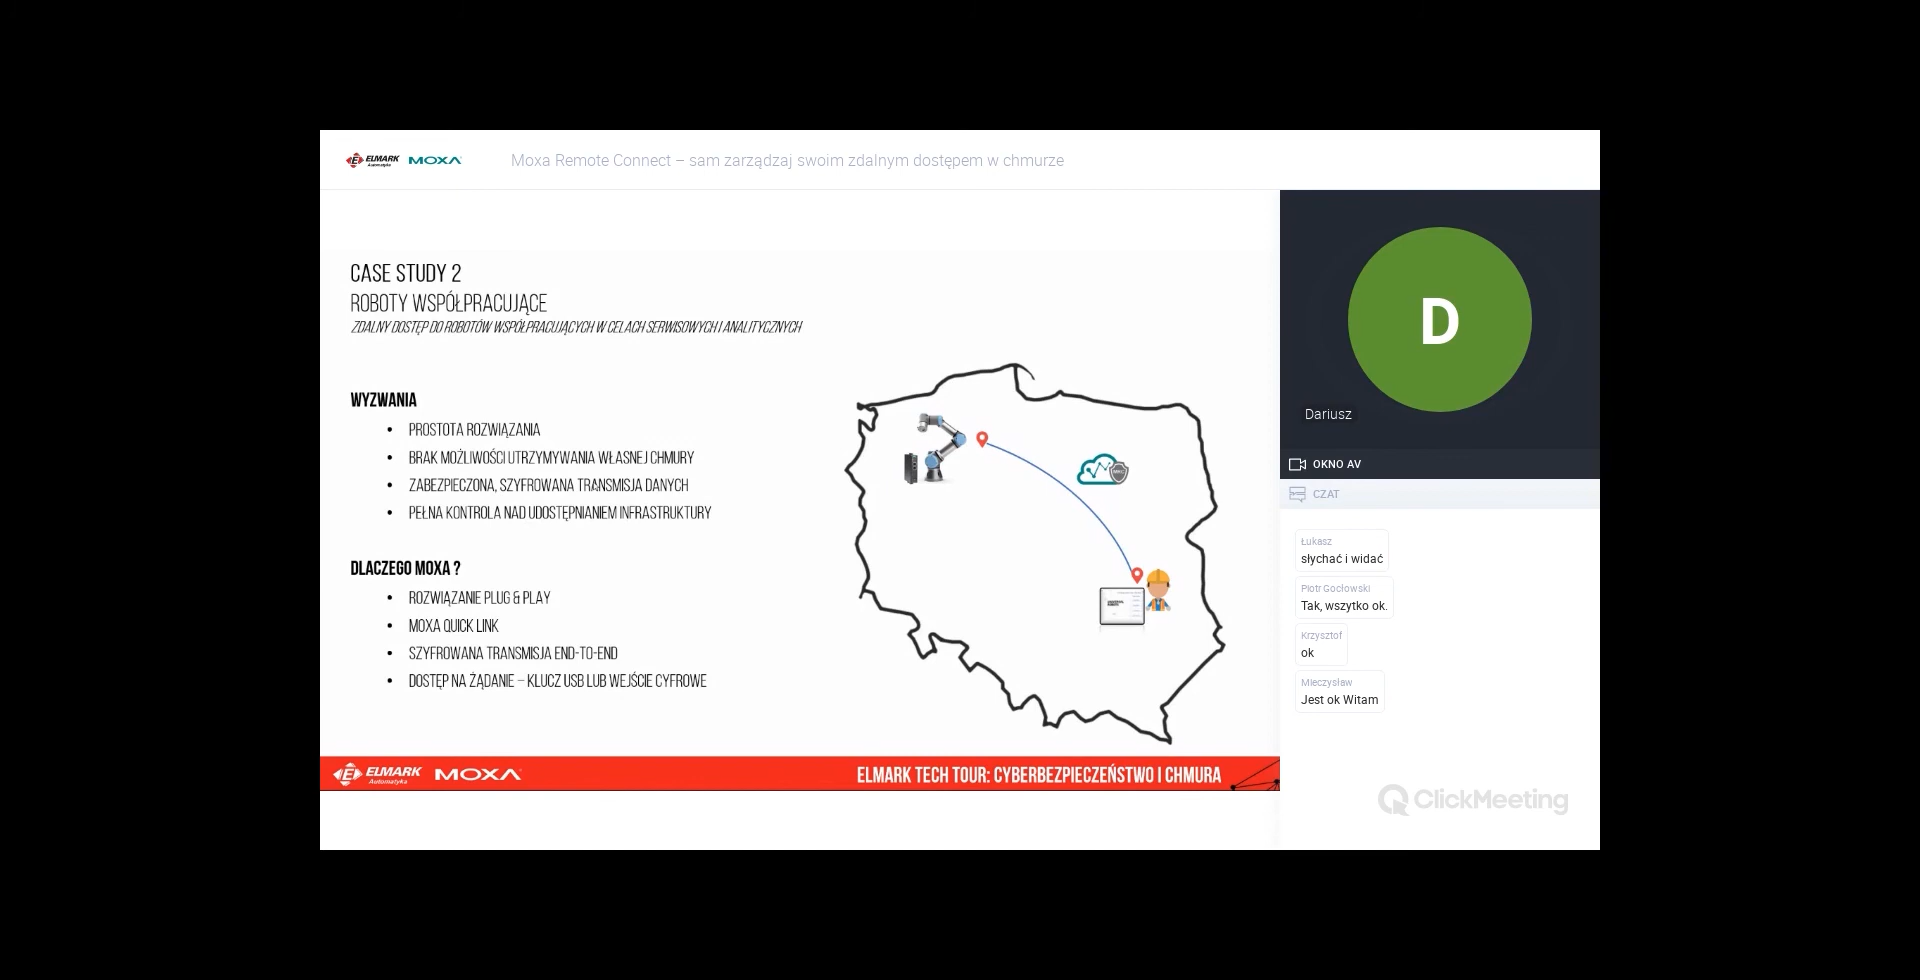 ELMARK
Automatyka
MOXA
Moxa Remote Connect – sam zarządzaj swoim zdalnym dostępem w chmurze
CASE STUDY 2
ROBOTY WSPÓŁPRACUJĄCE
ZDALNY DOSTĘP DO ROBOTÓW WSPÓŁPRACUJĄCYCH W CELACH SERWISOWYCH I ANALITYCZNYCH
WYZWANIA
• PROSTOTA ROZWIĄZANIA
• BRAK MOŻLIWOŚCI UTRZYMYWANIA WŁASNEJ CHMURY
• ZABEZPIECZONA, SZYFROWANA TRANSMISJA DANYCH
• PEŁNA KONTROLA NAD UDOSTĘPNIANIEM INFRASTRUKTURY
DLACZEGO MOXA ?
• ROZWIĄZANIE PLUG & PLAY
• MOXA QUICK LINK
• SZYFROWANA TRANSMISJA END-TO-END
• DOSTĘP NA ŻĄDANIE – KLUCZ USB LUB WEJŚCIE CYFROWE
ELMARK
Automatyka
MOXA
ELMARK TECH TOUR: CYBERBEZPIECZEŃSTWO I CHMURA
D
Dariusz
OKNO AV
CZAT
Łukasz
słychać i widać
Piotr Gocłowski
Tak, wszytko ok.
Krzysztof
ok
Mieczysław
Jest ok Witam
ClickMeeting